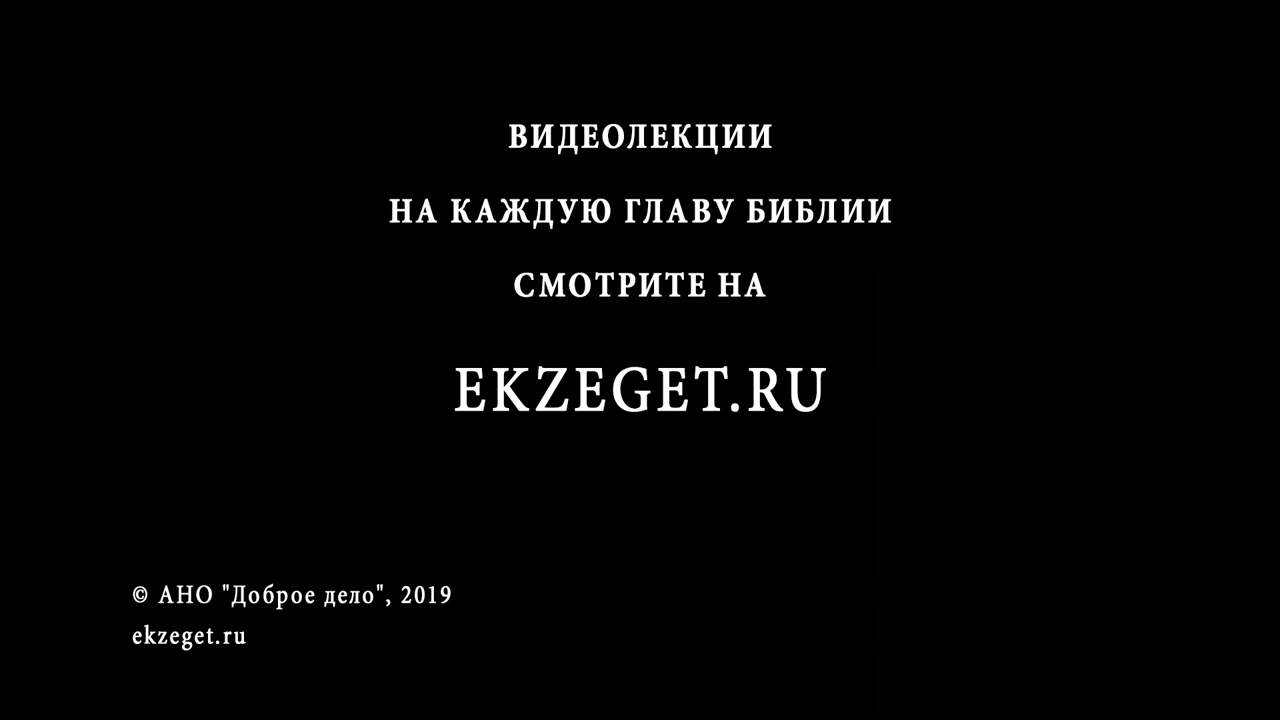 ВИДЕОЛЕКЦИИ
НА КАЖДУЮ ГЛАВУ БИБЛИИ
СМОТРИТЕ НА
EKZEGET.RU
© АНО "Доброе дело", 2019
ekzeget.ru